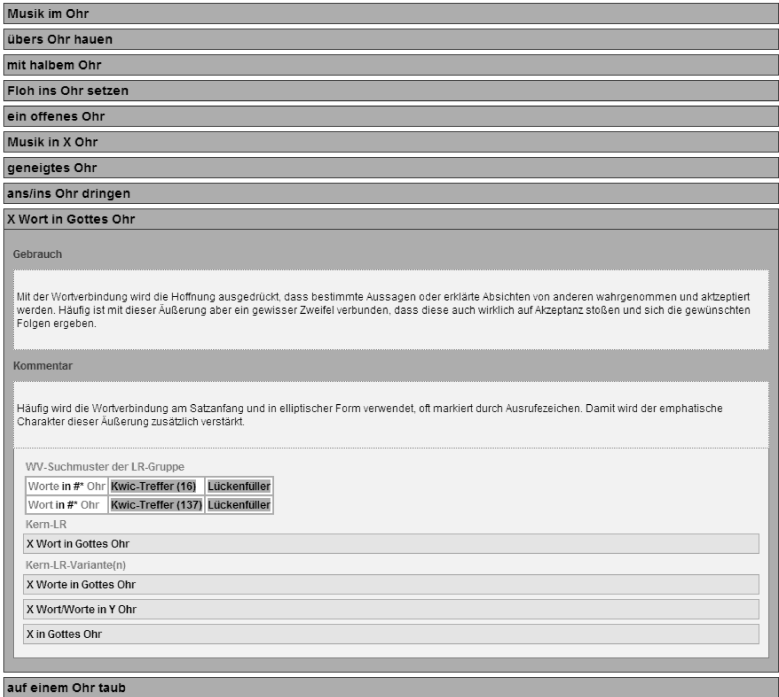 Musik im Ohr
übers Ohr hauen
mit halbem Ohr
Floh ins Ohr setzen
ein offenes Ohr
Musik in X Ohr
geneigtes Ohr
ans/ins Ohr dringen
X Wort in Gottes Ohr
Gebrauch
Mit der Wortverbindung wird die Hoffnung ausgedrückt, dass bestimmte Aussagen oder erklärte Absichten von anderen wahrgenommen und aktzeptiert
werden. Häufig ist mit dieser Äußerung aber ein gewisser Zweifel verbunden, dass diese auch wirklich auf Akzeptanz stoßen und sich die gewünschten
Folgen ergeben.
Kommentar
Häufig wird die Wortverbindung am Satzanfang und in elliptischer Form verwendet, oft markiert durch Ausrufezeichen. Damit wird der emphatische
Charakter dieser Äußerung zusätzlich verstärkt.
WV-Suchmuster der LR-Gruppe
Worte in #* Ohr Kwic-Treffer (16) Lückenfüller
Wort in #* Ohr Kwic-Treffer (137) Lückenfüller
Kern-LR
X Wort in Gottes Ohr
Kern-LR-Variante(n)
X Worte in Gottes Ohr
X Wort/Worte in Y Ohr
X in Gottes Ohr
auf einem Ohr taub